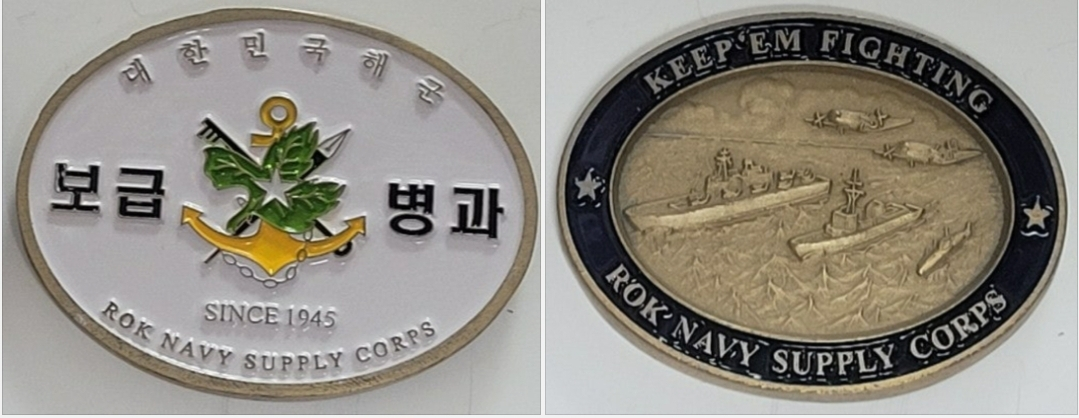 대한민국해군
보급 병과
SINCE 1945
ROK NAVY SUPPLY CORPS
KEEP 'EM FIGHTING
ROK NAVY SUPPLY CORPS